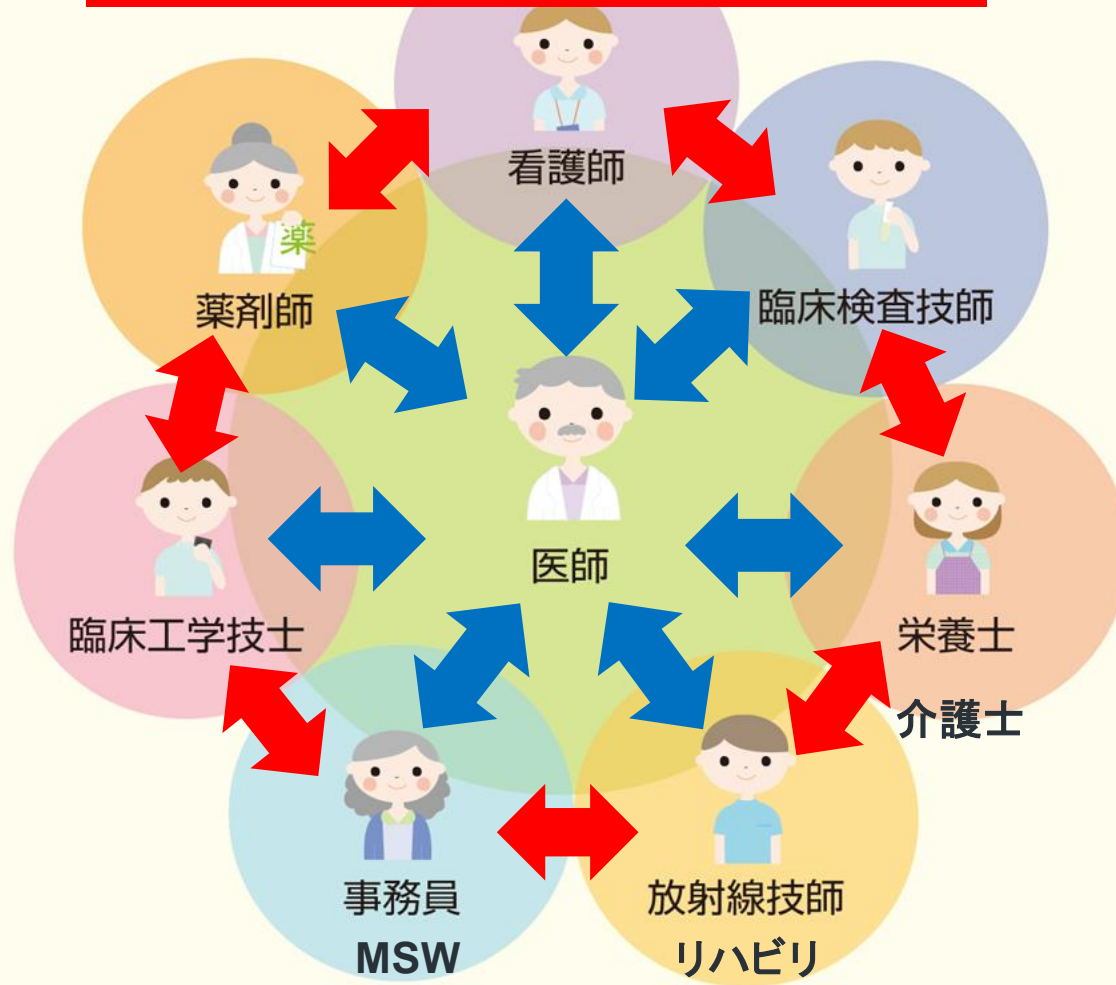 看護師
薬
薬剤師
臨床検査技師
医師
臨床工学技士
栄養士
介護士
事務員
MSW
放射線技師
リハビリ